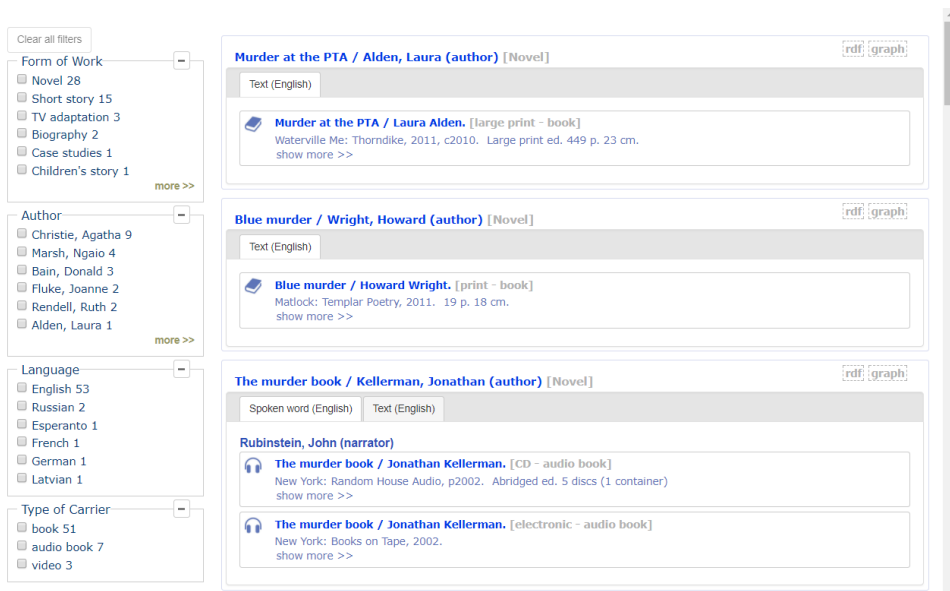 Clear all filters
Form of Work
Novel 28
Short story 15
TV adaptation 3
Biography 2
Case studies 1
Children's story 1
more >>
Author
Christie, Agatha 9
Marsh, Ngaio 4
Bain, Donald 3
Fluke, Joanne 2
Rendell, Ruth 2
Alden, Laura 1
more >>
Language
English 53
Russian 2
Esperanto 1
French 1
German 1
Latvian 1
Type of Carrier
book 51
audio book 7
video 3
Murder at the PTA / Alden, Laura (author) [Novel] rdf graph
Text (English)
Murder at the PTA / Laura Alden. [large print - book]
Waterville Me: Thorndike, 2011, c2010. Large print ed. 449 p. 23 cm.
show more >>
Blue murder / Wright, Howard (author) [Novel] rdf graph
Text (English)
Blue murder / Howard Wright. [print - book]
Matlock: Templar Poetry, 2011. 19 p. 18 cm.
show more >>
The murder book / Kellerman, Jonathan (author) [Novel] rdf graph
Spoken word (English) Text (English)
Rubinstein, John (narrator)
The murder book / Jonathan Kellerman. [CD - audio book]
New York: Random House Audio, p2002. Abridged ed. 5 discs (1 container)
show more >>
The murder book / Jonathan Kellerman. [electronic - audio book]
New York: Books on Tape, 2002.
show more >>